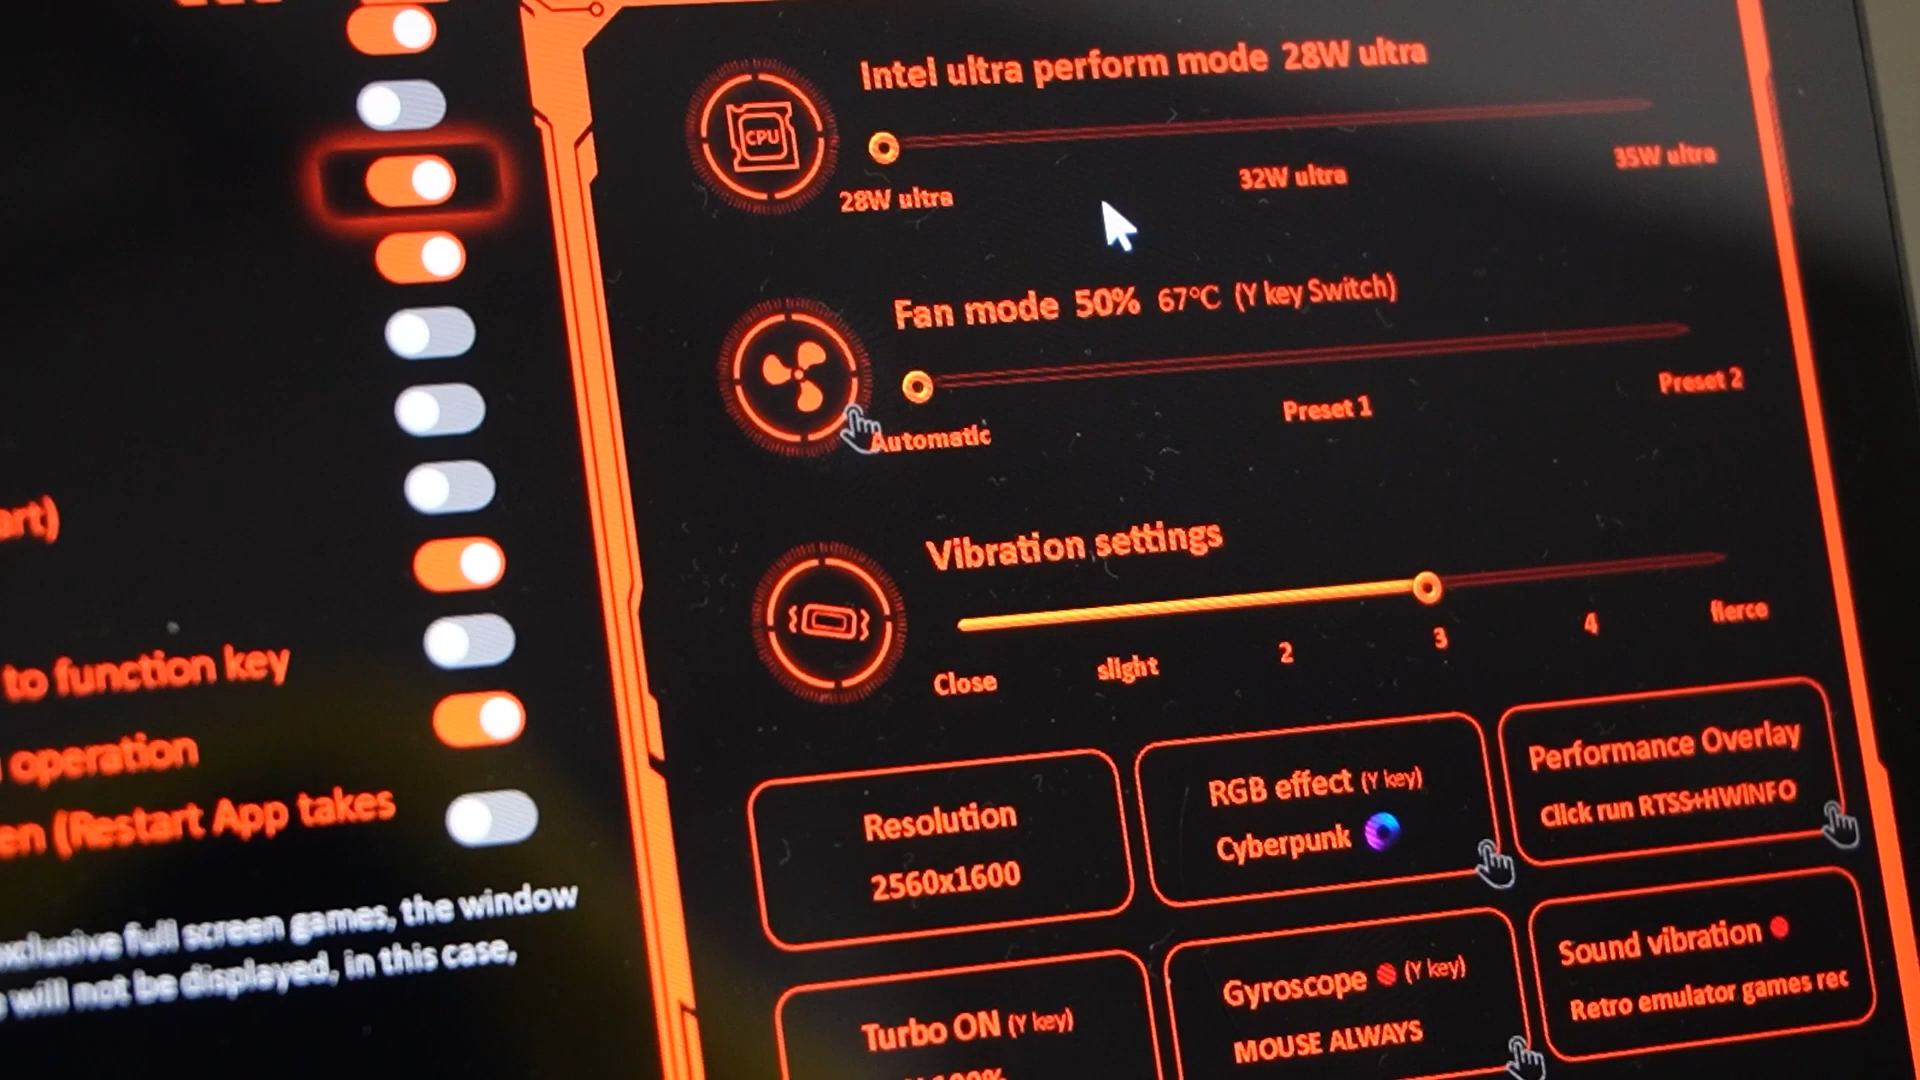 art)
to function key
operation
en (Restart App takes
exclusive full screen games, the window
will not be displayed, in this case,
Intel ultra perform mode 28W ultra
CPU
28W ultra
32W ultra
35W ultra
Fan mode 50% 67°C (Y key Switch)
Automatic
Preset 1
Preset 2
Vibration settings
Close
slight
2
3
4
fierce
Resolution
2560x1600
RGB effect (Y key)
Cyberpunk
Performance Overlay
Click run RTSS+HWINFO
Turbo ON (Y key)
Gyroscope (Y key)
MOUSE ALWAYS
Sound vibration
Retro emulator games rec